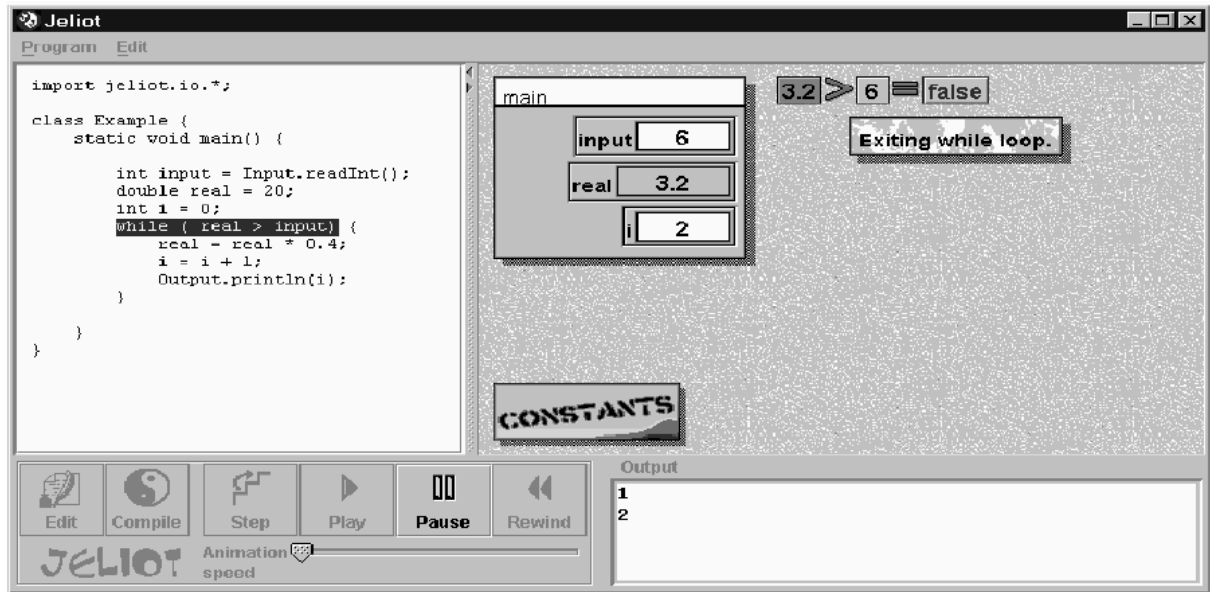 Jeliot
Program Edit
import jeliot.io.*;
class Example {
static void main() {
int input = Input.readInt();
double real = 20;
int i = 0;
while ( real > input) {
real = real * 0.4;
i = i + 1;
Output.println(i);
}
}
}
main
input 6
real 3.2
i 2
3.2 > 6 = false
Exiting while loop.
CONSTANTS
Edit Compile Step Play Pause Rewind
JELIOT Animation speed
Output
1
2